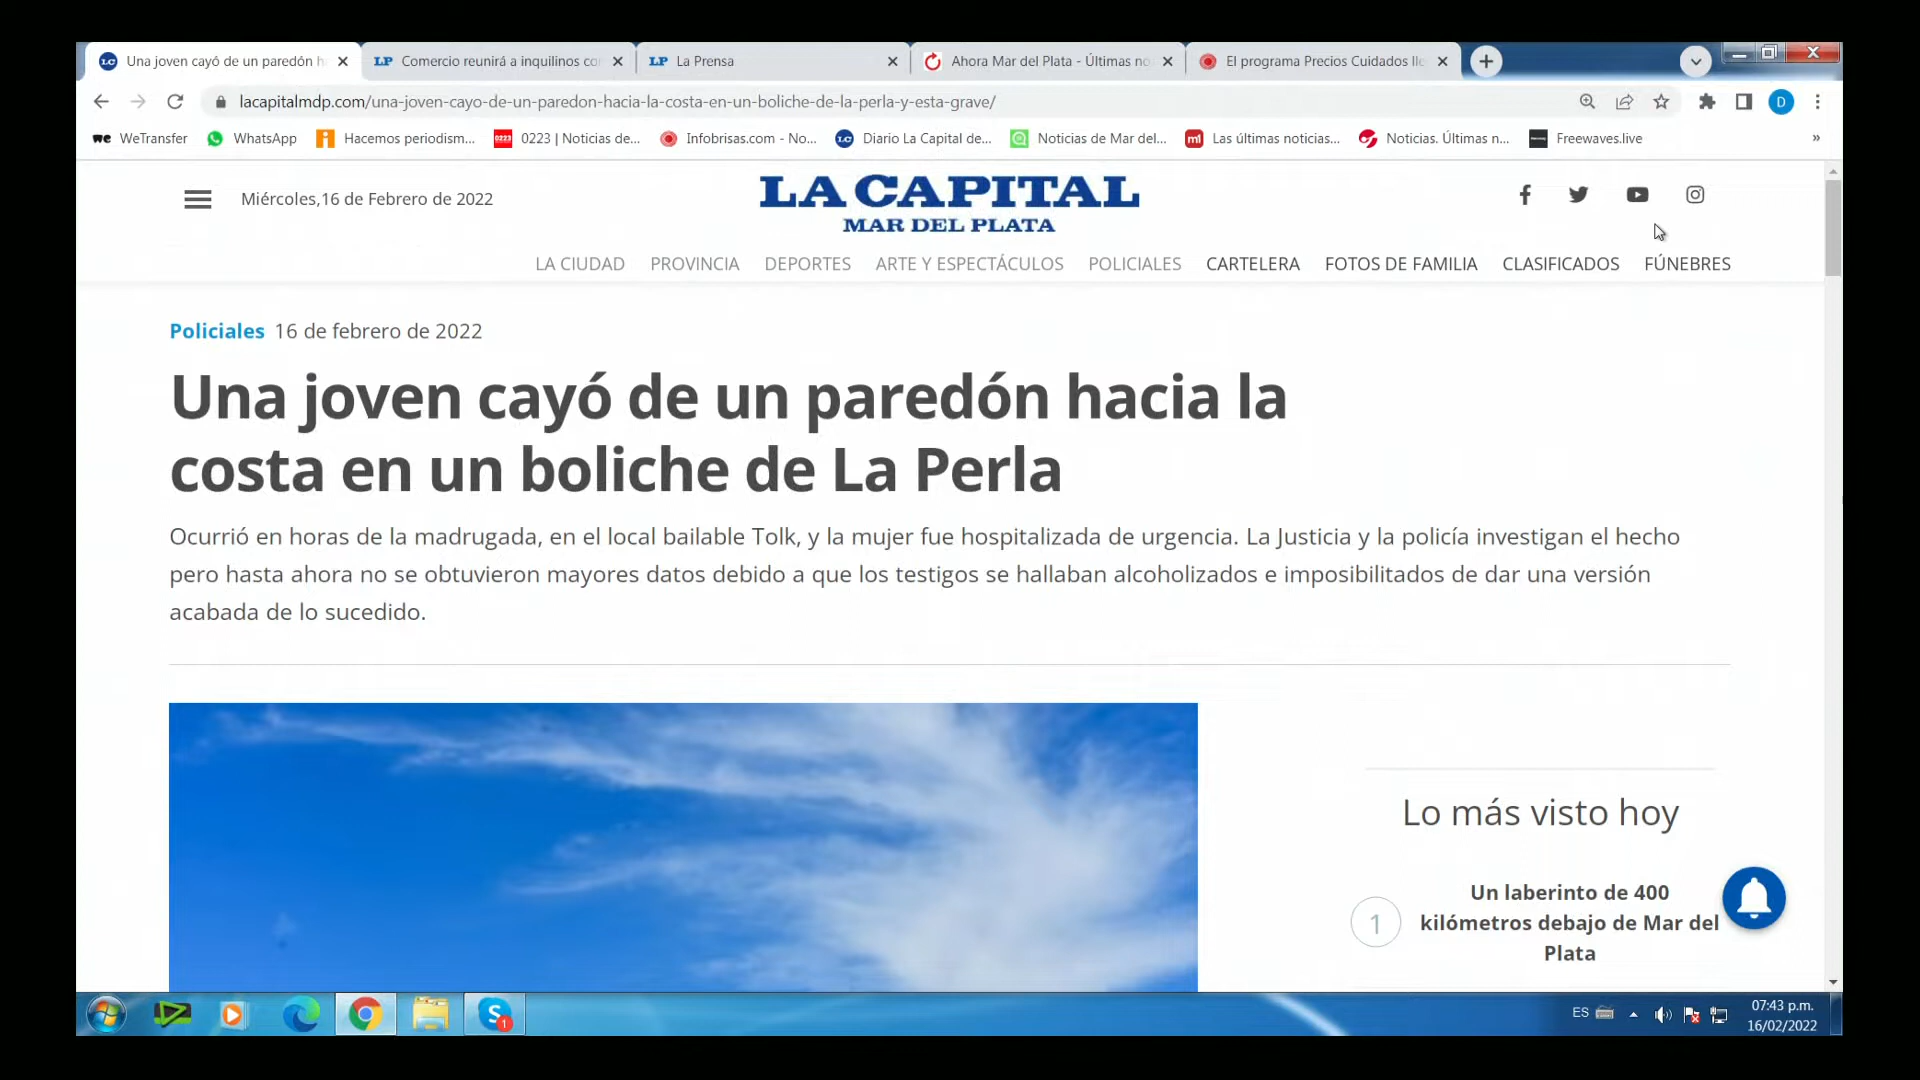 Una joven cayó de un paredón h
Comercio reunirá a inquilinos co
La Prensa
Ahora Mar del Plata - Últimas no
El programa Precios Cuidados lle
lacapitalmdp.com/una-joven-cayo-de-un-paredon-hacia-la-costa-en-un-boliche-de-la-perla-y-esta-grave/
D
we WeTransfer
WhatsApp
Hacemos periodism...
0223 0223 | Noticias de...
Infobrisas.com - No...
LC Diario La Capital de...
Noticias de Mar del...
m1 Las últimas noticias...
Noticias. Últimas n...
Freewaves.live
»
Miércoles,16 de Febrero de 2022
LA CAPITAL
MAR DEL PLATA
LA CIUDAD PROVINCIA DEPORTES ARTE Y ESPECTÁCULOS POLICIALES CARTELERA FOTOS DE FAMILIA CLASIFICADOS FÚNEBRES
Policiales 16 de febrero de 2022
Una joven cayó de un paredón hacia la
costa en un boliche de La Perla
Ocurrió en horas de la madrugada, en el local bailable Tolk, y la mujer fue hospitalizada de urgencia. La Justicia y la policía investigan el hecho
pero hasta ahora no se obtuvieron mayores datos debido a que los testigos se hallaban alcoholizados e imposibilitados de dar una versión
acabada de lo sucedido.
Lo más visto hoy
1
Un laberinto de 400
kilómetros debajo de Mar del
Plata
ES
07:43 p.m.
16/02/2022